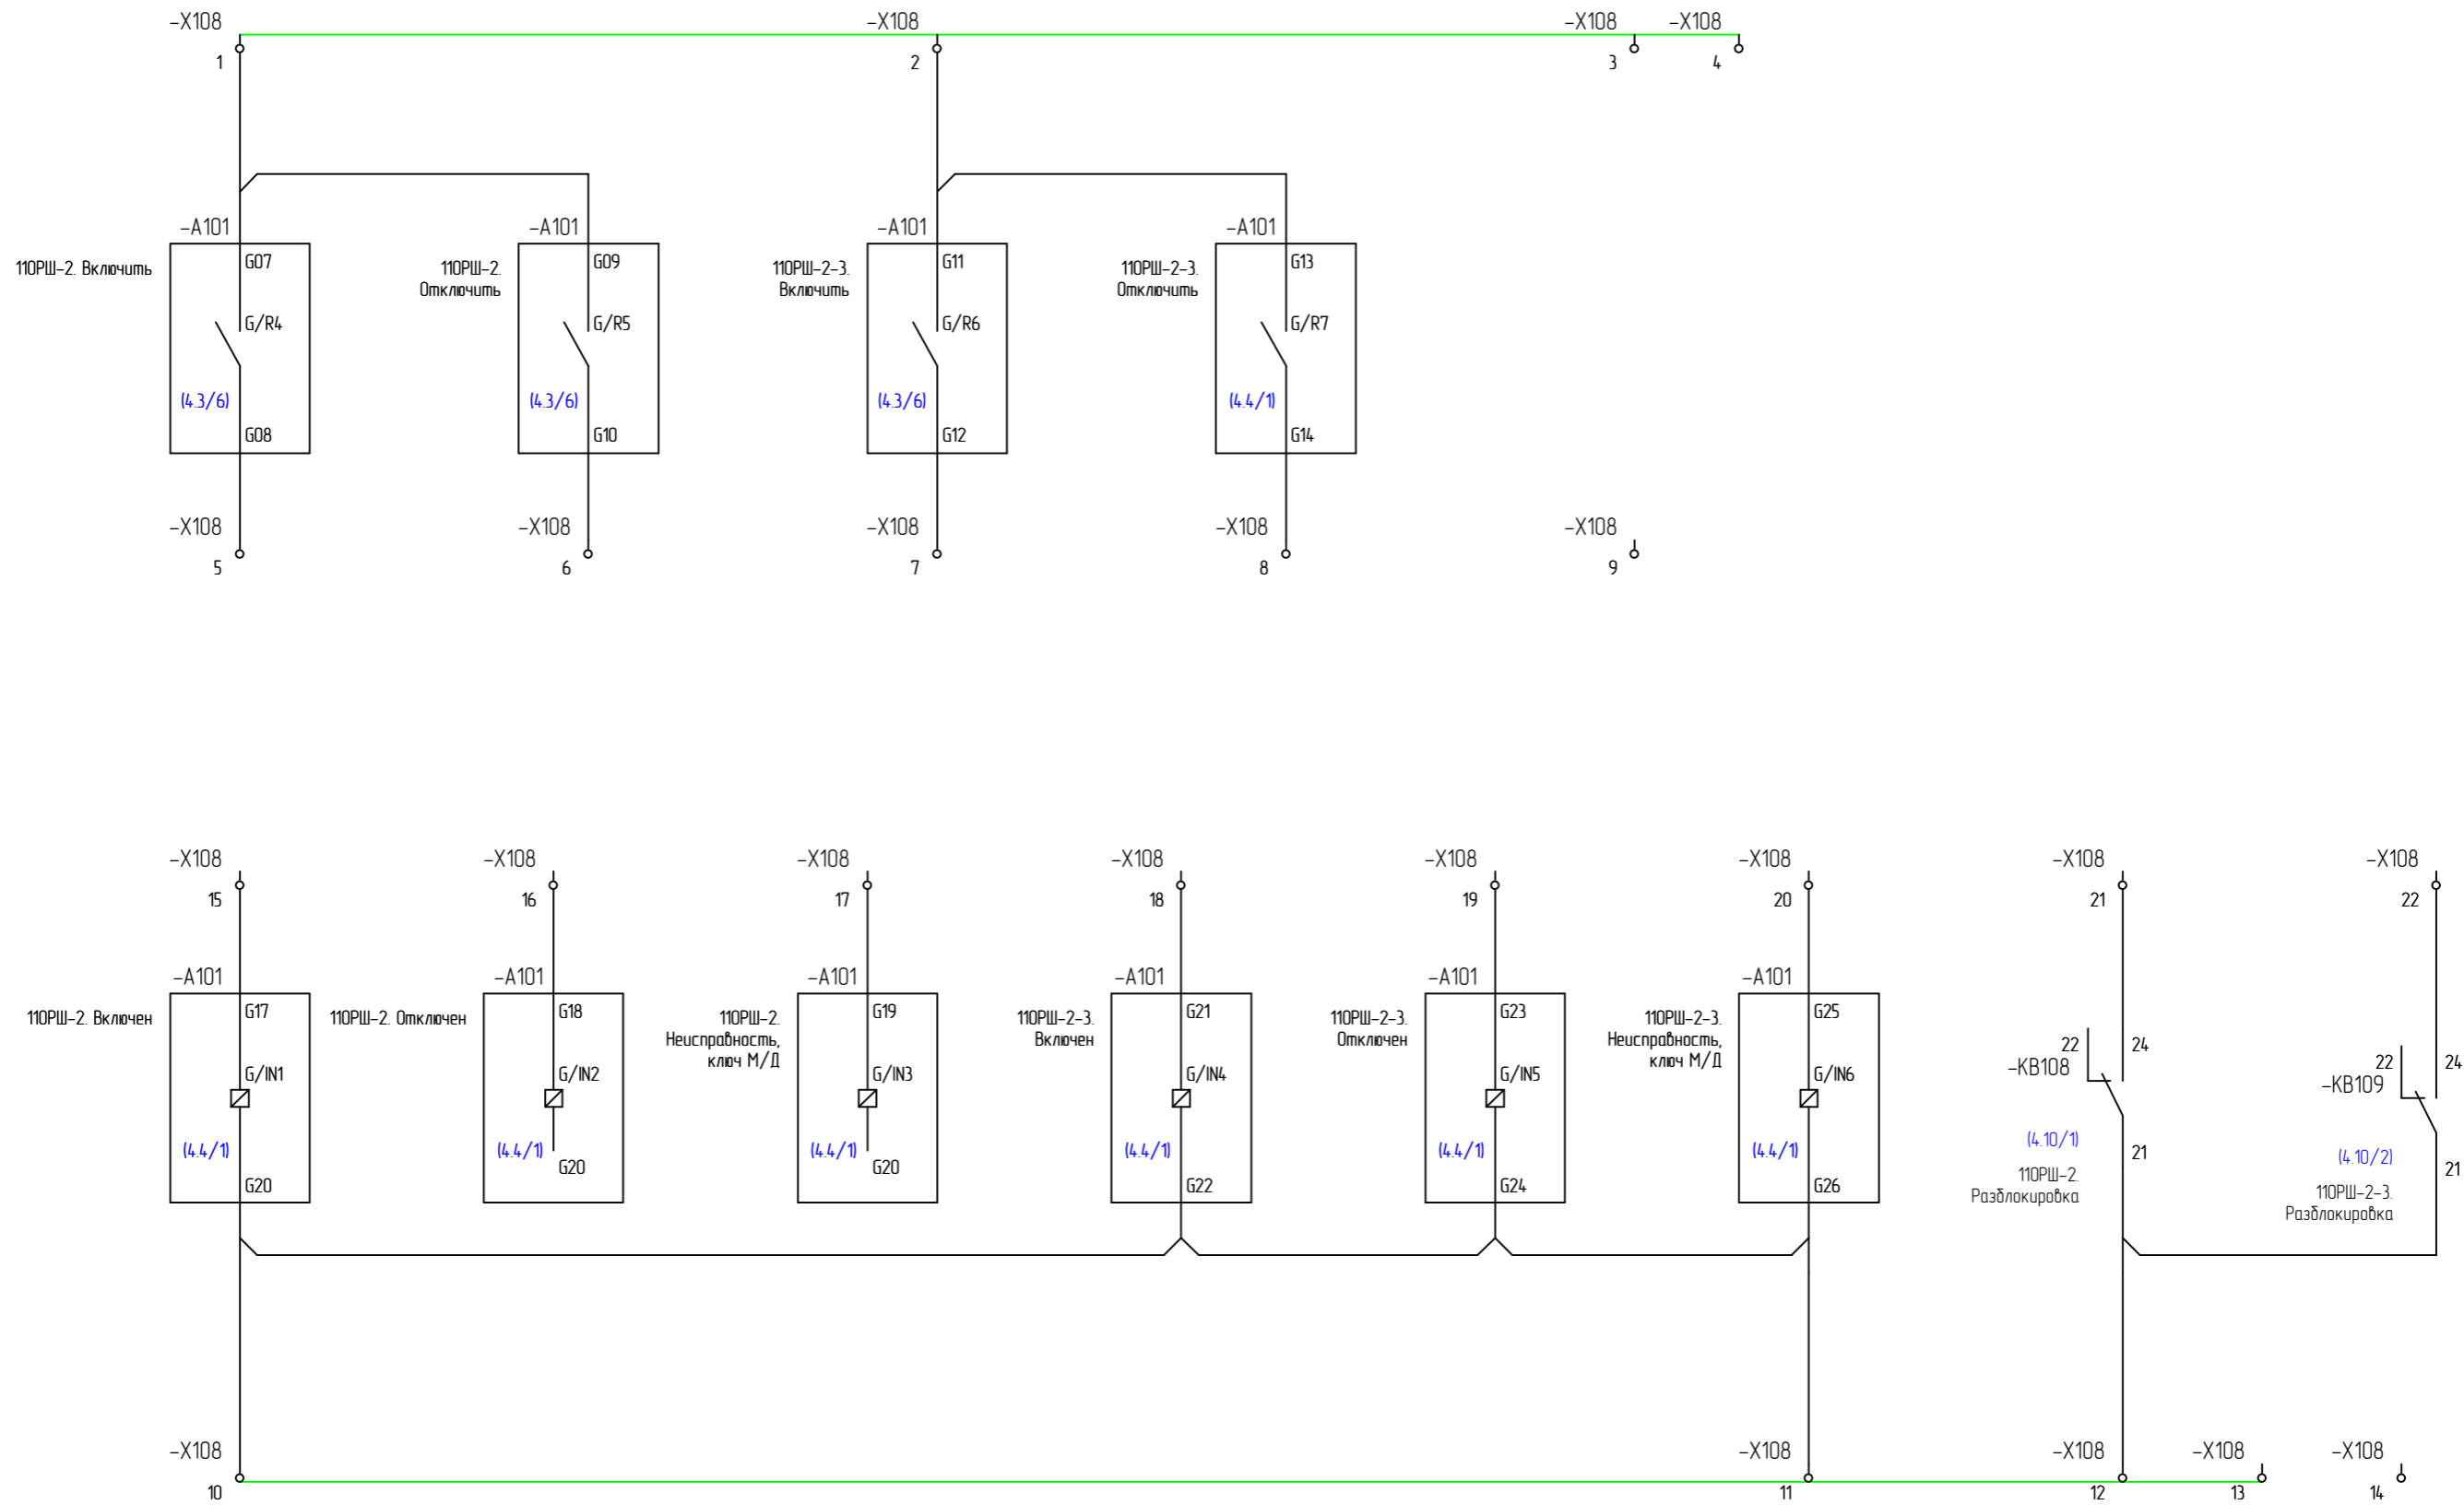 -X108
-X108
-X108
-X108
1
2
3
4
-A101
-A101
-A101
-A101
110РШ-2. Включить
G07
G/R4
(4.3/6)
G08
110РШ-2.
Отключить
G09
G/R5
(4.3/6)
G10
110РШ-2-3.
Включить
G11
G/R6
(4.3/6)
G12
110РШ-2-3.
Отключить
G13
G/R7
(4.4/1)
G14
-X108
-X108
-X108
-X108
-X108
5
6
7
8
9
-X108
-X108
-X108
-X108
-X108
-X108
-X108
-X108
15
16
17
18
19
20
21
22
-A101
-A101
-A101
-A101
-A101
-A101
110РШ-2. Включен
G17
G/IN1
(4.4/1)
G20
110РШ-2. Отключен
G18
G/IN2
(4.4/1)
G20
110РШ-2.
Неисправность,
ключ М/Д
G19
G/IN3
(4.4/1)
G20
110РШ-2-3.
Включен
G21
G/IN4
(4.4/1)
G22
110РШ-2-3.
Отключен
G23
G/IN5
(4.4/1)
G24
110РШ-2-3.
Неисправность,
ключ М/Д
G25
G/IN6
(4.4/1)
G26
22
24
-KB108
(4.10/1)
21
110РШ-2.
Разблокировка
22
24
-KB109
(4.10/2)
21
110РШ-2-3.
Разблокировка
-X108
-X108
-X108
-X108
-X108
10
11
12
13
14